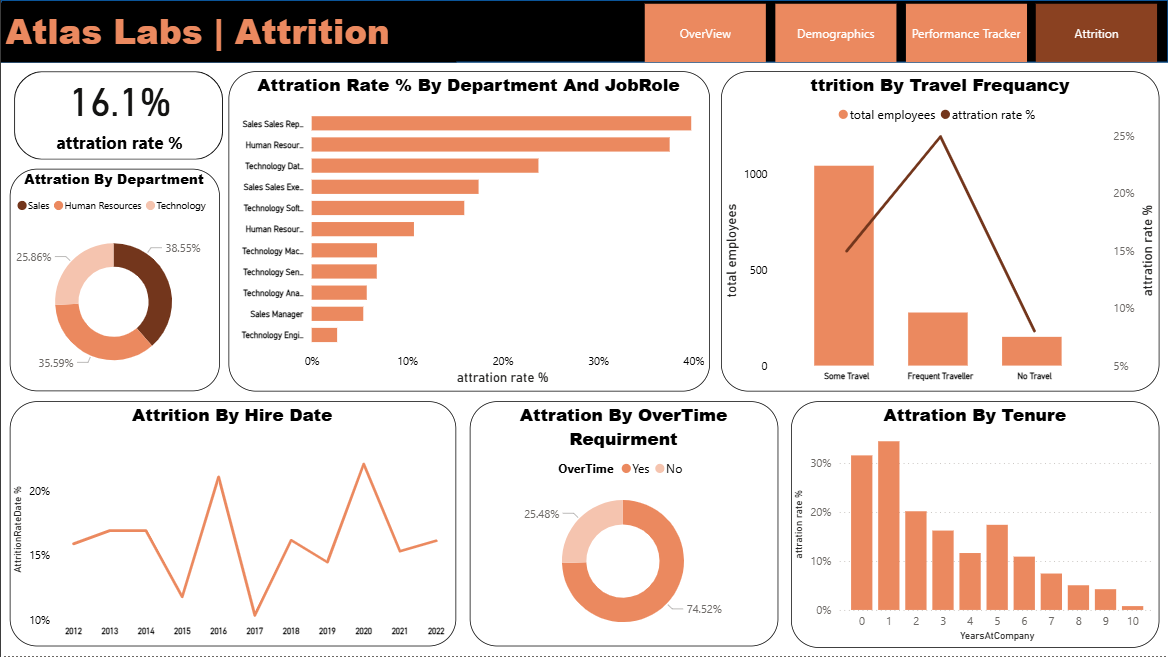 Atlas Labs | Attrition
OverView
Demographics
Performance Tracker
Attrition
16.1%
attration rate %
Attration By Department
Sales Human Resources Technology
25.86%
38.55%
35.59%
Attration Rate % By Department And JobRole
Sales Sales Rep...
Human Resour...
Technology Dat...
Sales Sales Exe...
Technology Soft...
Human Resour...
Technology Mac...
Technology Sen...
Technology Ana...
Sales Manager
Technology Engi...
0% 10% 20% 30% 40%
attration rate %
ttrition By Travel Frequancy
total employees attration rate %
total employees
1000
500
0
25%
20%
15%
10%
5%
attration rate %
Some Travel Frequent Traveller No Travel
Attrition By Hire Date
AttritionRateDate %
20%
15%
10%
2012 2013 2014 2015 2016 2017 2018 2019 2020 2021 2022
Attration By OverTime
Requirment
OverTime Yes No
25.48%
74.52%
Attration By Tenure
attration rate %
30%
20%
10%
0%
0 1 2 3 4 5 6 7 8 9 10
YearsAtCompany